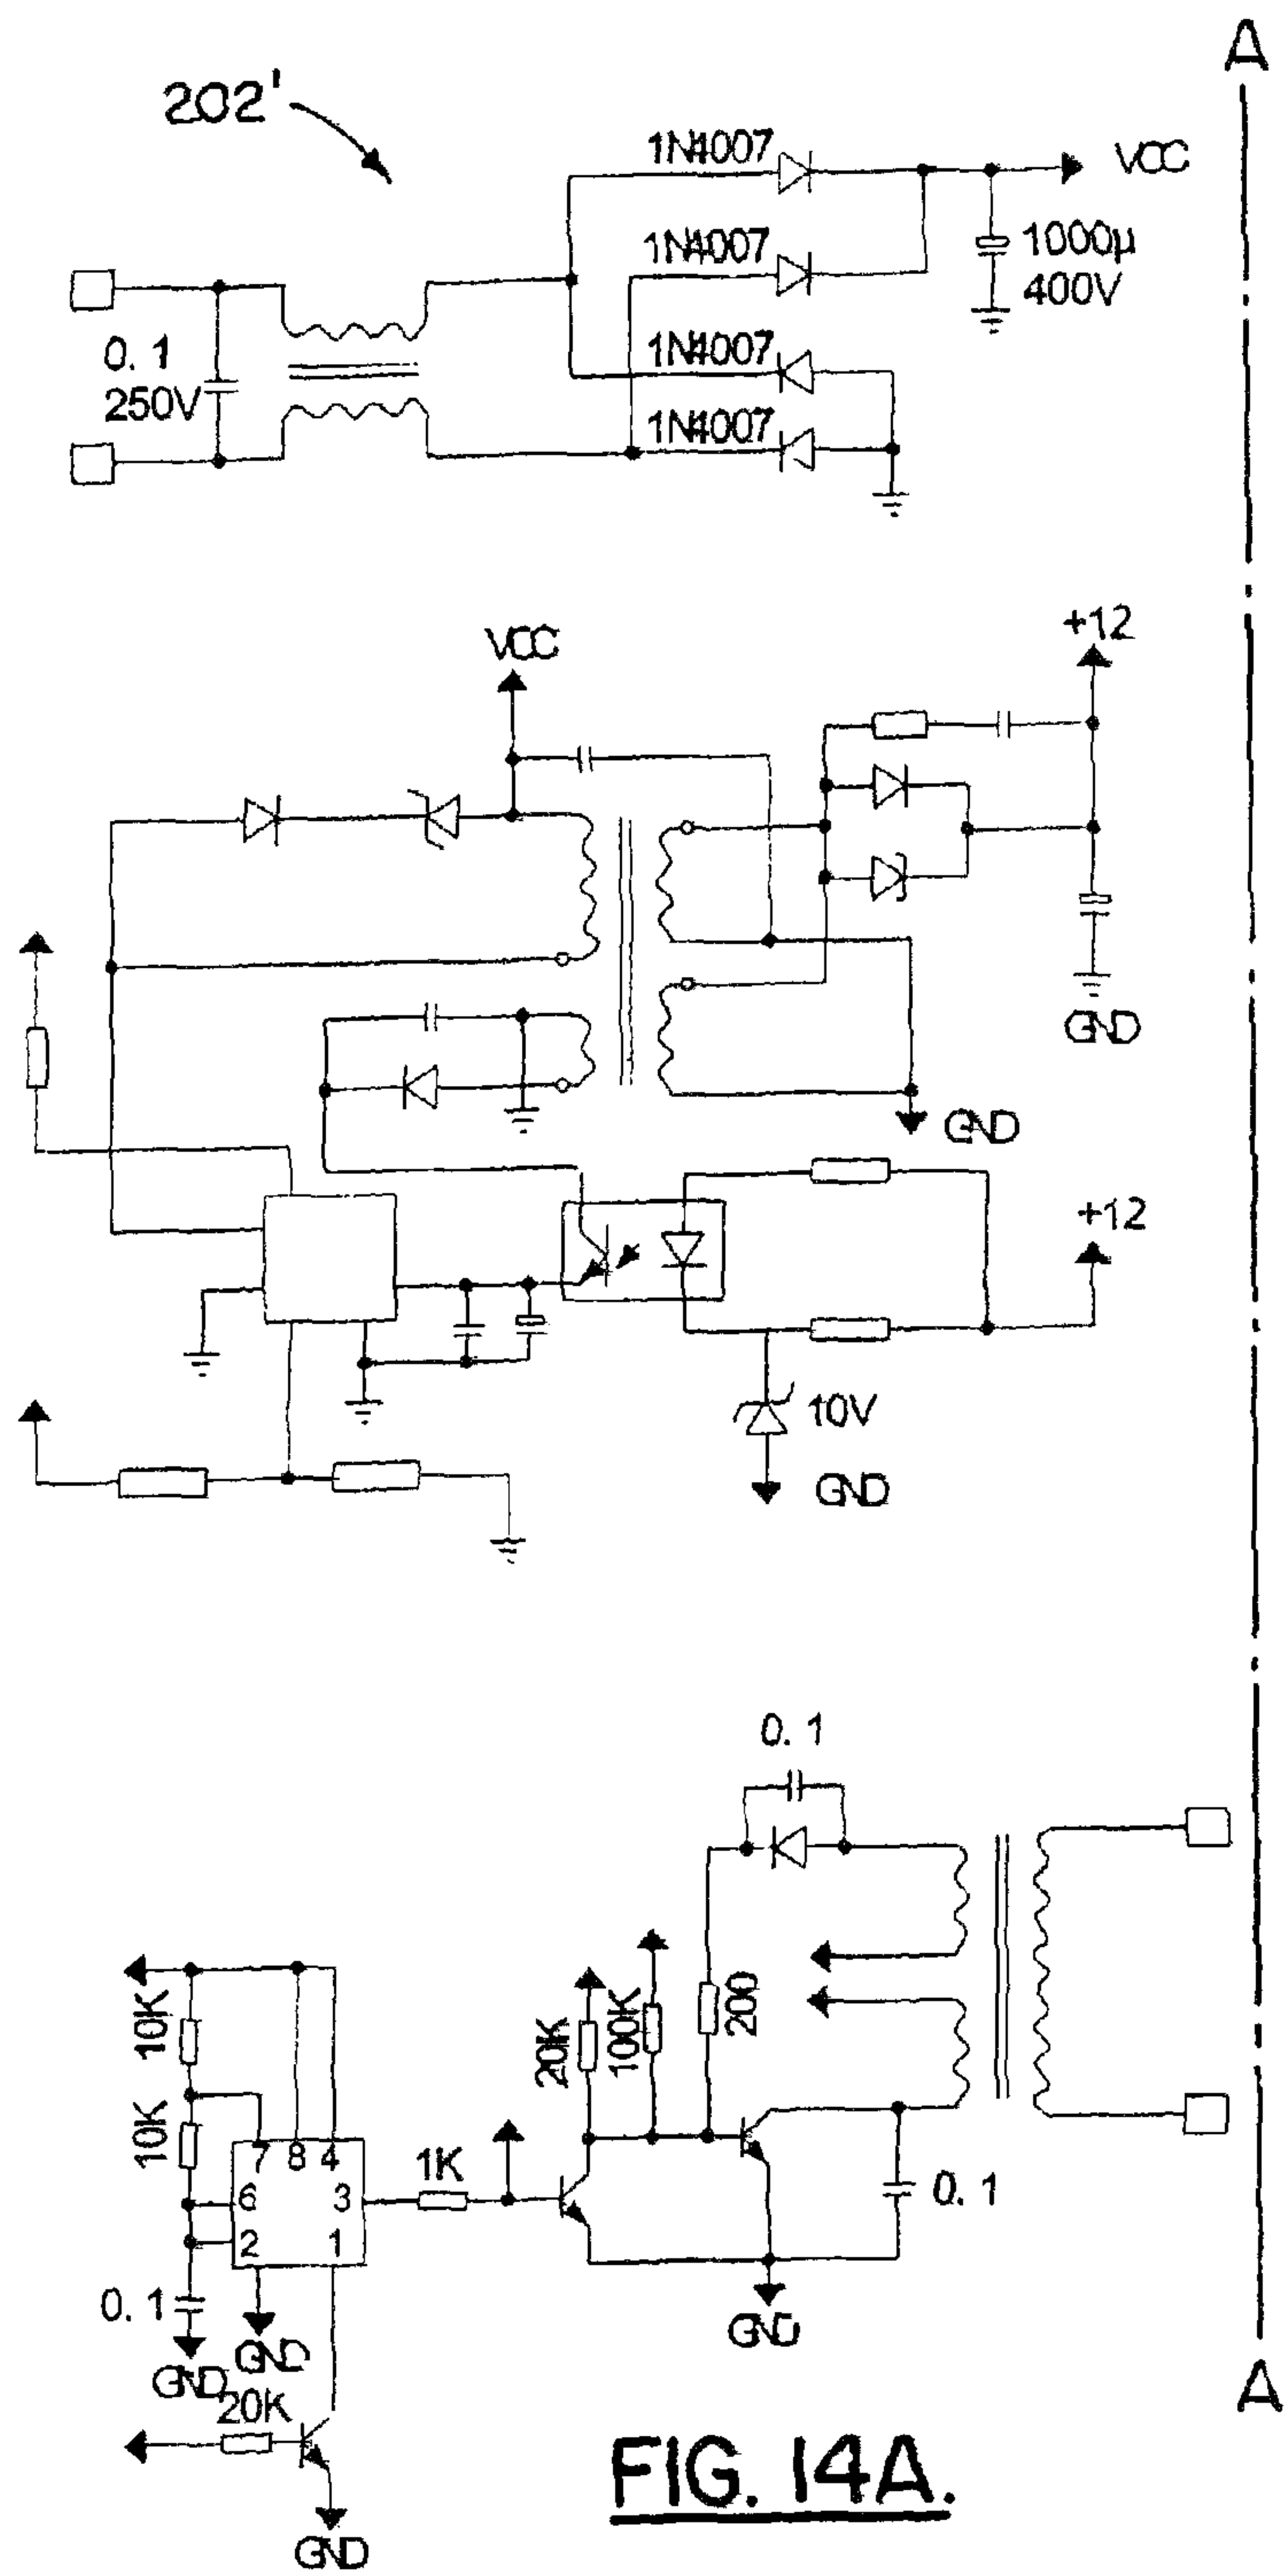 A
202'
1N4007
VCC
1N4007
1000µ
400V
0.1
250V
1N4007
1N4007
+12
VCC
GND
GND
+12
10V
GND
0.1
10K
20K
100K
200
10K
7 8 4
6 3
2 1
1K
0.1
0.1
GND
GND
GND
20K
GND
A
FIG. 14A.